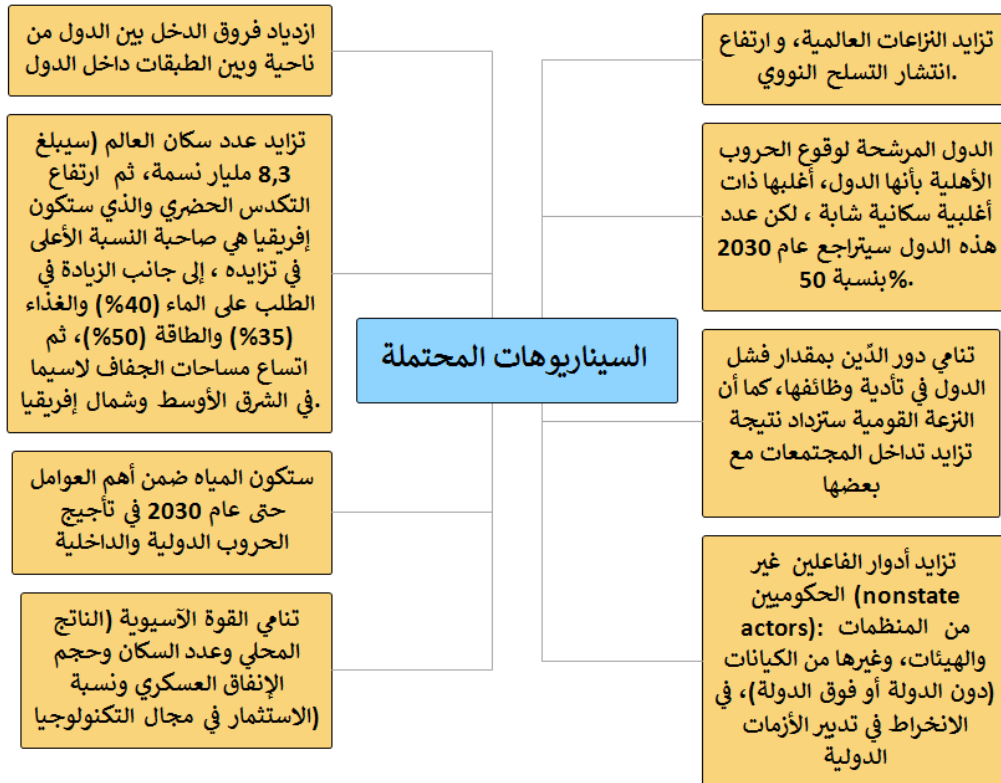 السيناريوهات المحتملة
تزايد النزاعات العالمية، و ارتفاع
انتشار التسلح النووي.
الدول المرشحة لوقوع الحروب
الأهلية بأنها الدول، أغلبها ذات
أغلبية سكانية شابة ، لكن عدد
هذه الدول سيتراجع عام 2030
بنسبة 50%.
تنامي دور الدّين بمقدار فشل
الدول في تأدية وظائفها، كما أن
النزعة القومية ستزداد نتيجة
تزايد تداخل المجتمعات مع
بعضها
تزايد أدوار الفاعلين غير
الحكوميين (nonstate
actors): من المنظمات
والهيئات، وغيرها من الكيانات
(دون الدولة أو فوق الدولة)، في
الانخراط في تدبير الأزمات
الدولية
ازدياد فروق الدخل بين الدول من
ناحية وبين الطبقات داخل الدول
تزايد عدد سكان العالم (سيبلغ
8,3 مليار نسمة، ثم ارتفاع
التكدس الحضري والذي ستكون
إفريقيا هي صاحبة النسبة الأعلى
في تزايده ، إلى جانب الزيادة في
الطلب على الماء (40%) والغذاء
(35%) والطاقة (50%)، ثم
اتساع مساحات الجفاف لاسيما
في الشرق الأوسط وشمال إفريقيا.
ستكون المياه ضمن أهم العوامل
حتى عام 2030 في تأجيج
الحروب الدولية والداخلية
تنامي القوة الآسيوية (الناتج
المحلي وعدد السكان وحجم
الإنفاق العسكري ونسبة
الاستثمار في مجال التكنولوجيا)